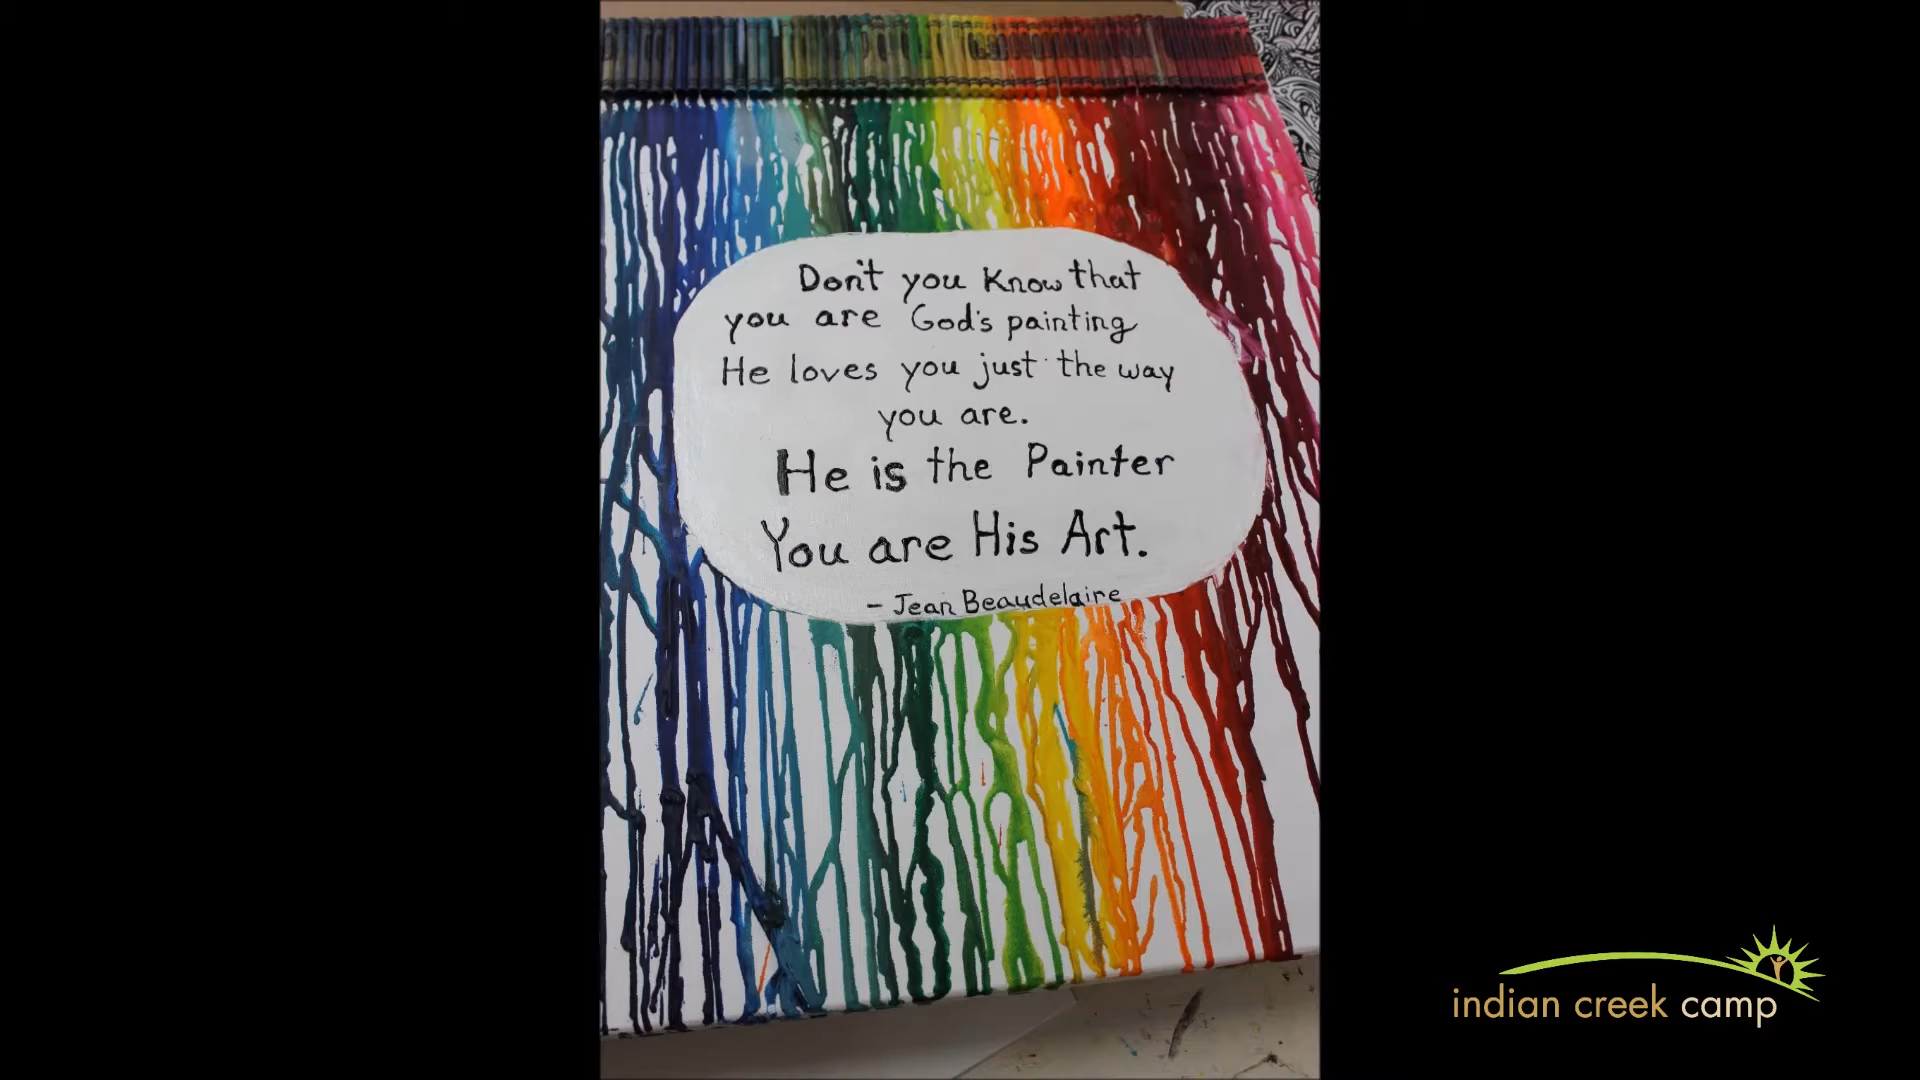 Don't you Know that
you are God's painting
He loves you just the way
you are.
He is the Painter
You are His Art.
- Jean Beaudelaire
indian creek camp